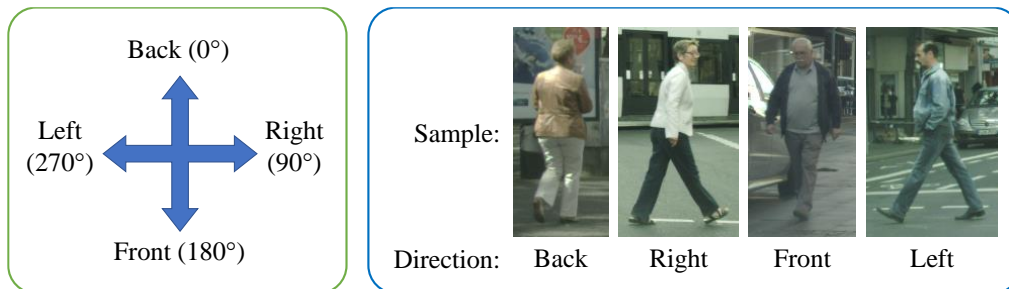 Back (0°)
Left
(270°)
Right
(90°)
Front (180°)
Sample:
Direction:
Back
Right
Front
Left